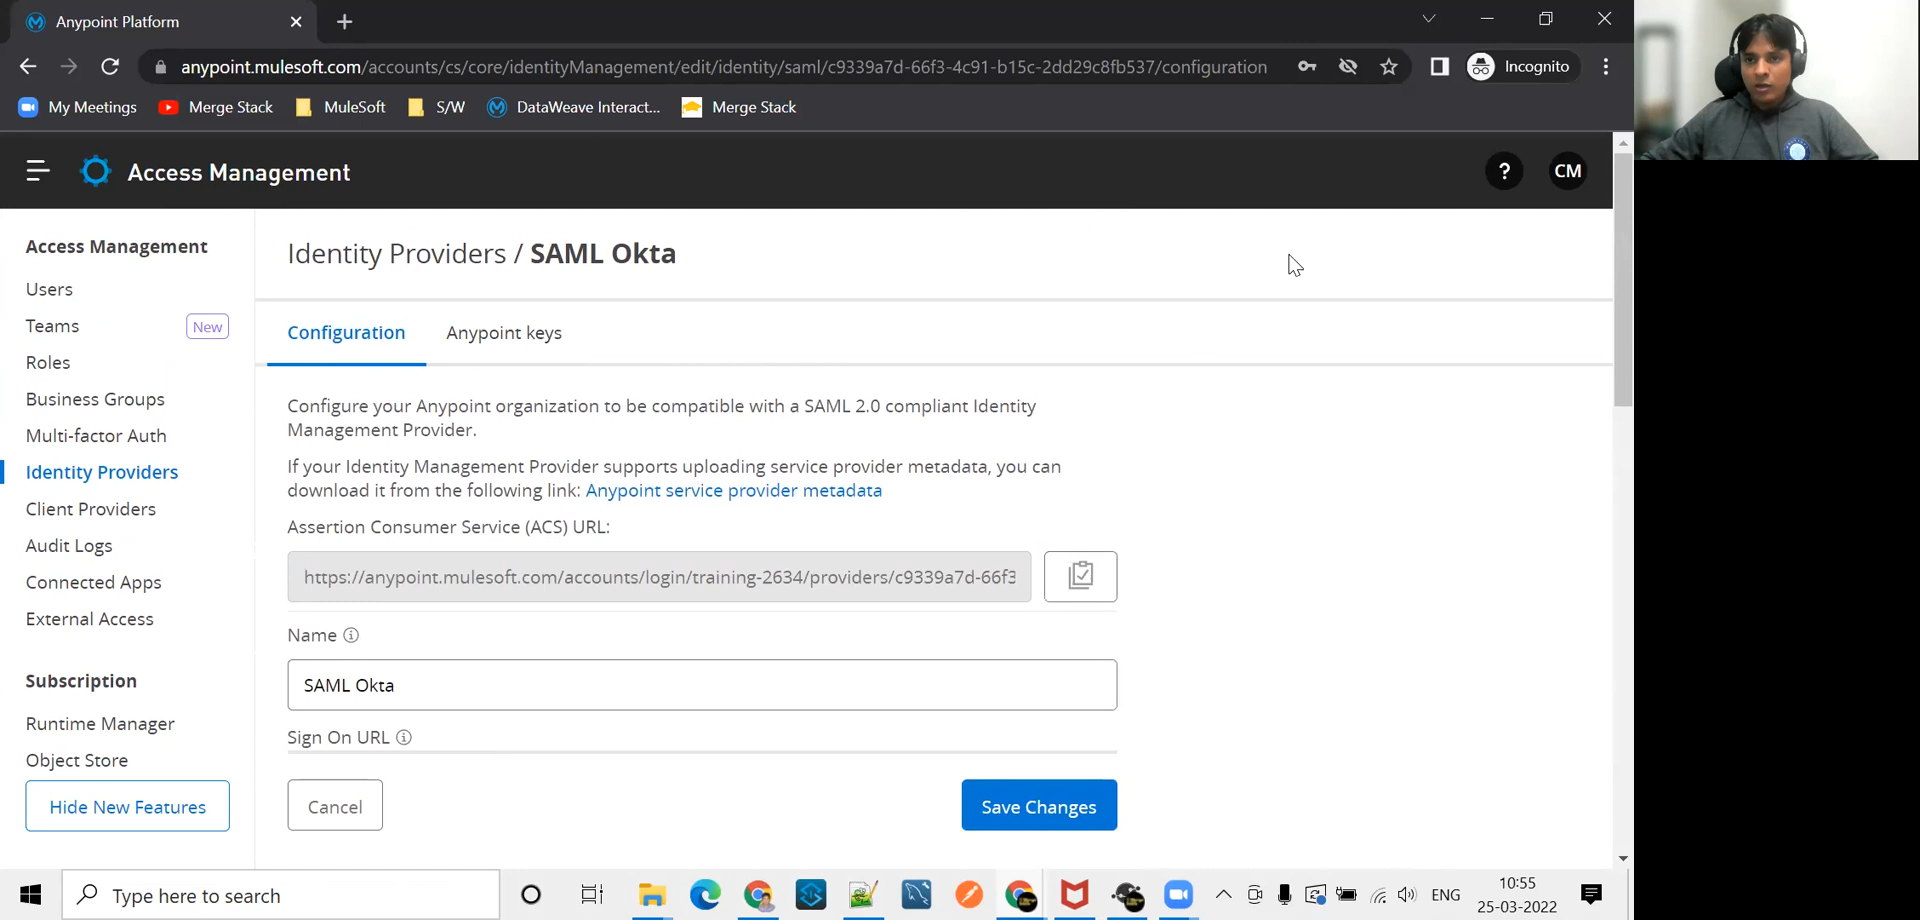 Anypoint Platform
anypoint.mulesoft.com/accounts/cs/core/identityManagement/edit/identity/saml/c9339a7d-66f3-4c91-b15c-2dd29c8fb537/configuration
Incognito
My Meetings
Merge Stack
MuleSoft
S/W
DataWeave Interact...
Merge Stack
Access Management
?
CM
Access Management
Users
Teams
New
Roles
Business Groups
Multi-factor Auth
Identity Providers
Client Providers
Audit Logs
Connected Apps
External Access
Subscription
Runtime Manager
Object Store
Hide New Features
Identity Providers / SAML Okta
Configuration
Anypoint keys
Configure your Anypoint organization to be compatible with a SAML 2.0 compliant Identity
Management Provider.
If your Identity Management Provider supports uploading service provider metadata, you can
download it from the following link: Anypoint service provider metadata
Assertion Consumer Service (ACS) URL:
https://anypoint.mulesoft.com/accounts/login/training-2634/providers/c9339a7d-66f3
Name
SAML Okta
Sign On URL
Cancel
Save Changes
Type here to search
ENG
10:55
25-03-2022